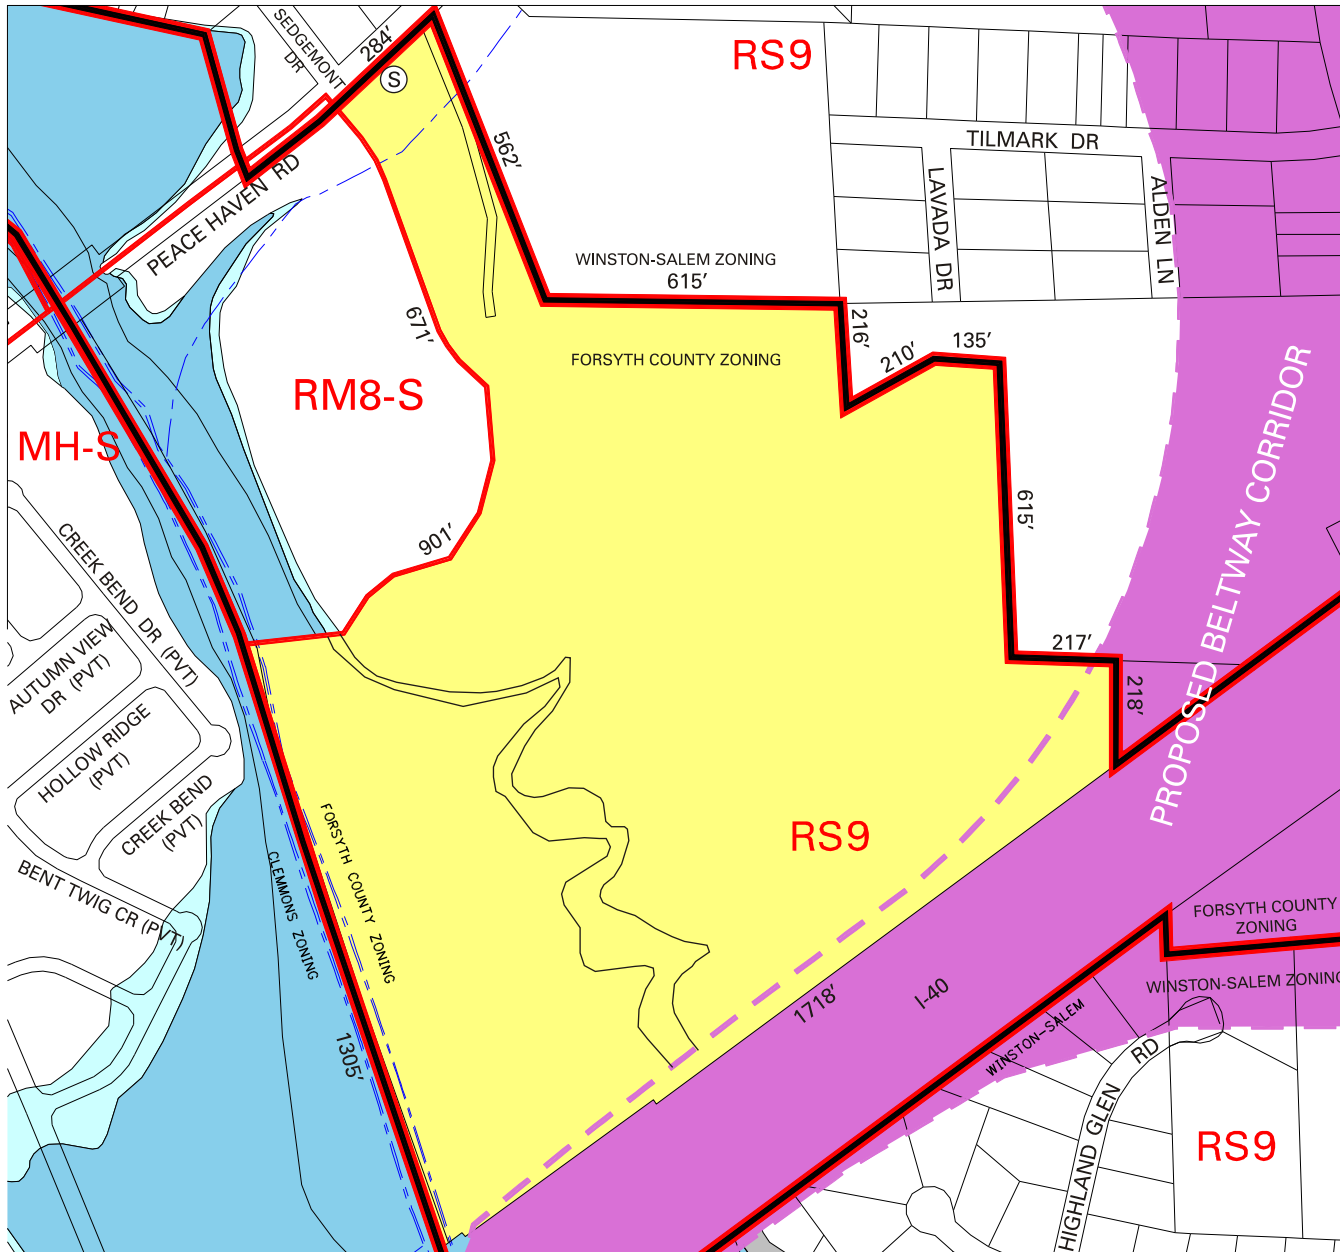 SEDGEMONT
DR
284'
S
RS9
562'
PEACE HAVEN RD
TILMARK DR
LAVADA DR
ALDEN LN
WINSTON-SALEM ZONING
615'
216'
210'
135'
671'
FORSYTH COUNTY ZONING
RM8-S
MH-S
PROPOSED BELTWAY CORRIDOR
615'
901'
CREEK BEND DR (PVT)
AUTUMN VIEW
DR (PVT)
217'
218'
HOLLOW RIDGE
(PVT)
CREEK BEND
(PVT)
BENT TWIG CR (PVT)
FORSYTH COUNTY ZONING
CLEMMONS ZONING
RS9
FORSYTH COUNTY
ZONING
WINSTON-SALEM ZONING
1718'
I-40
WINSTON-SALEM
1305'
HIGHLAND GLEN RD
RS9